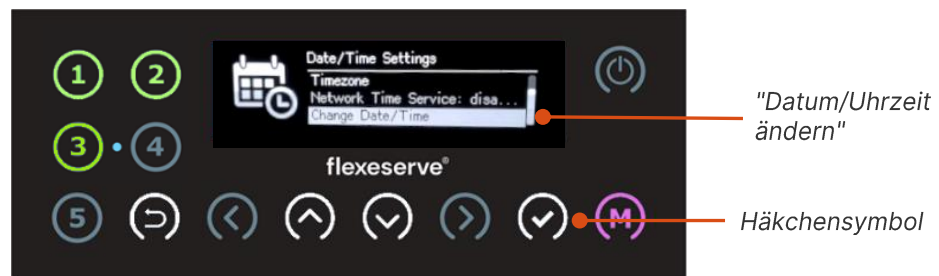 1
2
Date/Time Settings
Timezone
Network Time Service: disa...
Change Date/Time
"Datum/Uhrzeit
ändern"
3
4
flexeserve®
5
M
Häkchensymbol